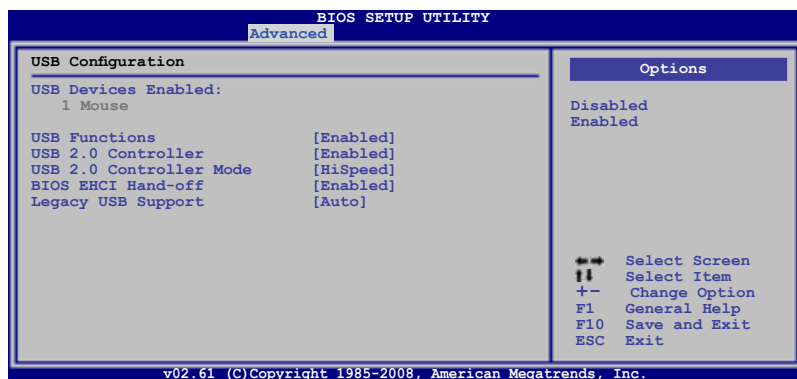 BIOS SETUP UTILITY
Advanced
USB Configuration
USB Devices Enabled:
1 Mouse
USB Functions [Enabled]
USB 2.0 Controller [Enabled]
USB 2.0 Controller Mode [HiSpeed]
BIOS EHCI Hand-off [Enabled]
Legacy USB Support [Auto]
Options
Disabled
Enabled
←→ Select Screen
↑↓ Select Item
+- Change Option
F1 General Help
F10 Save and Exit
ESC Exit
v02.61 (C)Copyright 1985-2008, American Megatrends, Inc.